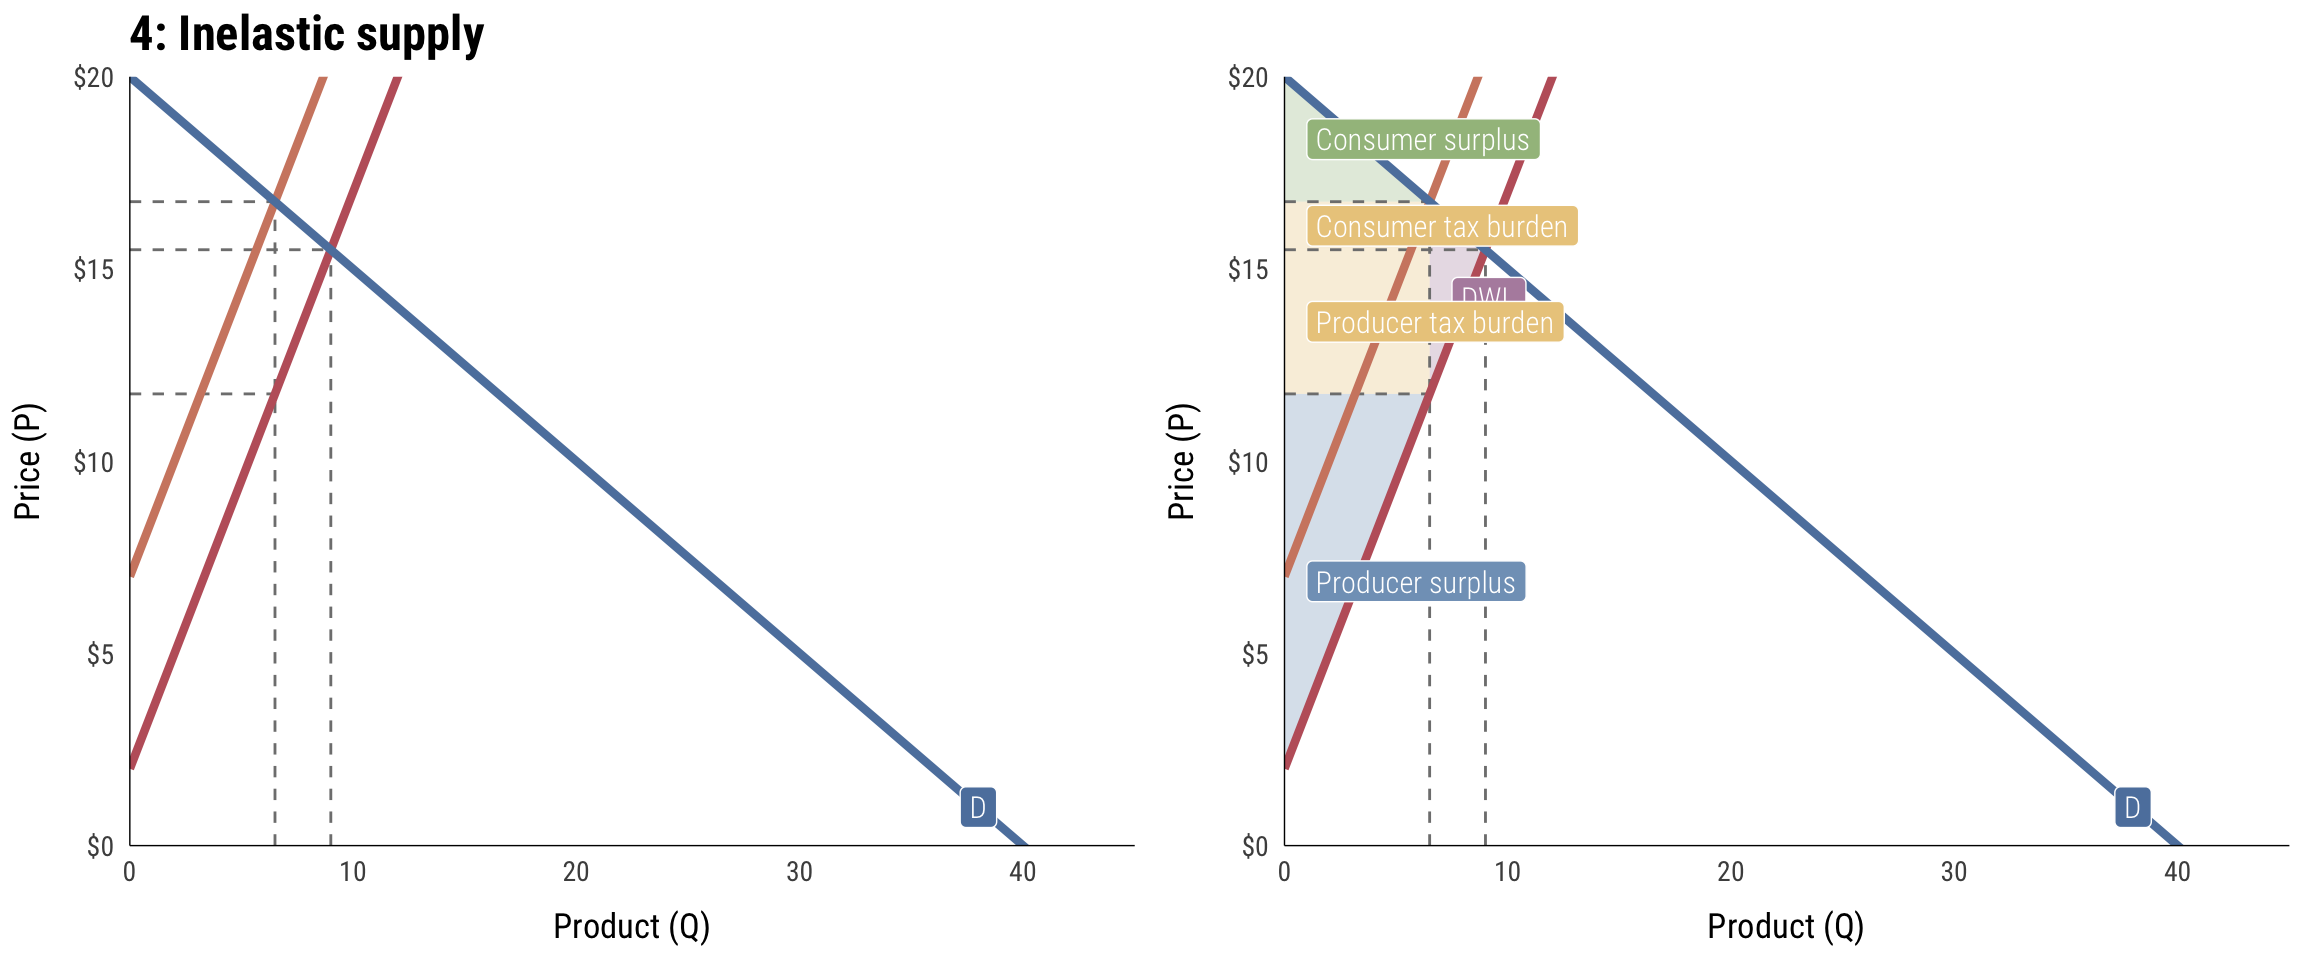 4: Inelastic supply
$20
$15
$10
$5
$0
0
10
20
30
40
Price (P)
Product (Q)
D
$20
$15
$10
$5
$0
0
10
20
30
40
Price (P)
Product (Q)
Consumer surplus
Consumer tax burden
DWL
Producer tax burden
Producer surplus
D